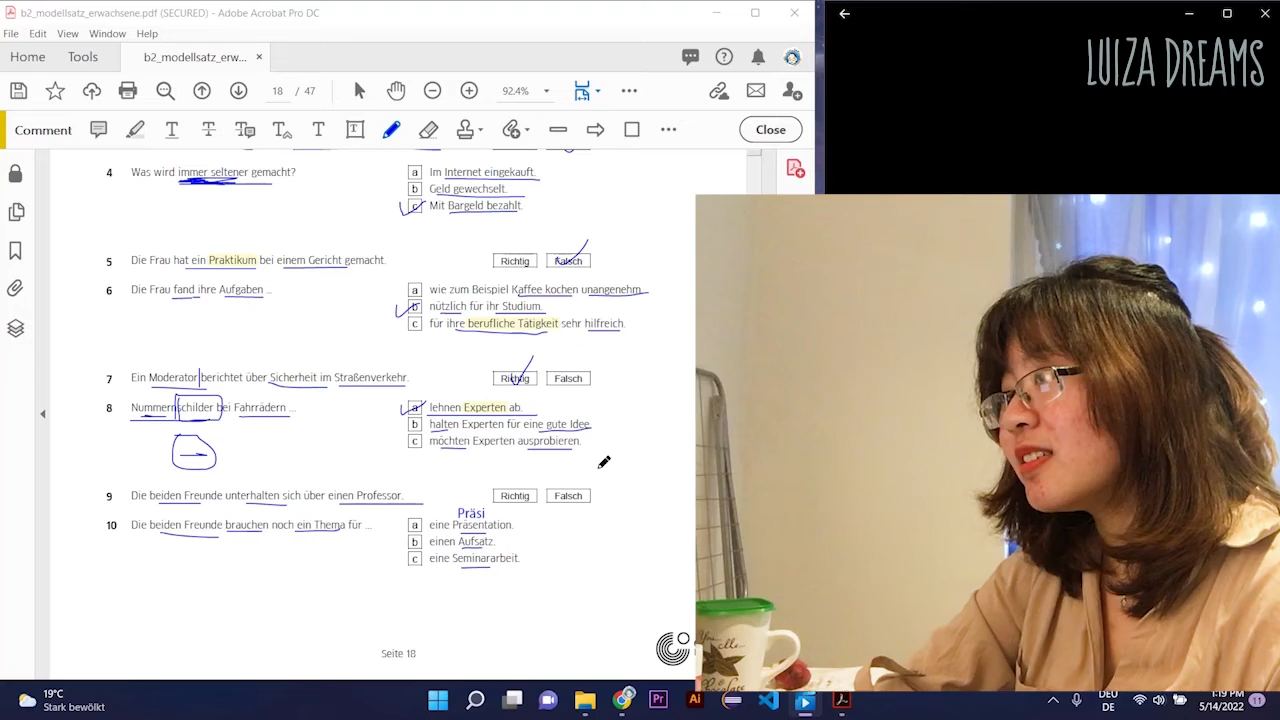 b2_modellsatz_erwachsene.pdf (SECURED) - Adobe Acrobat Pro DC
File Edit View Window Help
Home Tools b2_modellsatz_erw... ×
18 / 47 92.4%
Comment Close
LUIZA DREAMS
4 Was wird immer seltener gemacht? a Im Internet eingekauft.
b Geld gewechselt.
c Mit Bargeld bezahlt.
5 Die Frau hat ein Praktikum bei einem Gericht gemacht. Richtig Falsch
6 Die Frau fand ihre Aufgaben ... a wie zum Beispiel Kaffee kochen unangenehm.
b nützlich für ihr Studium.
c für ihre berufliche Tätigkeit sehr hilfreich.
7 Ein Moderator berichtet über Sicherheit im Straßenverkehr. Richtig Falsch
8 Nummernschilder bei Fahrrädern ... a lehnen Experten ab.
b halten Experten für eine gute Idee.
c möchten Experten ausprobieren.
9 Die beiden Freunde unterhalten sich über einen Professor. Richtig Falsch
Präsi
10 Die beiden Freunde brauchen noch ein Thema für ... a eine Präsentation.
b einen Aufsatz.
c eine Seminararbeit.
Seite 18
19°C
Stark bewölkt
DEU
DE
1:19 PM
5/14/2022
11